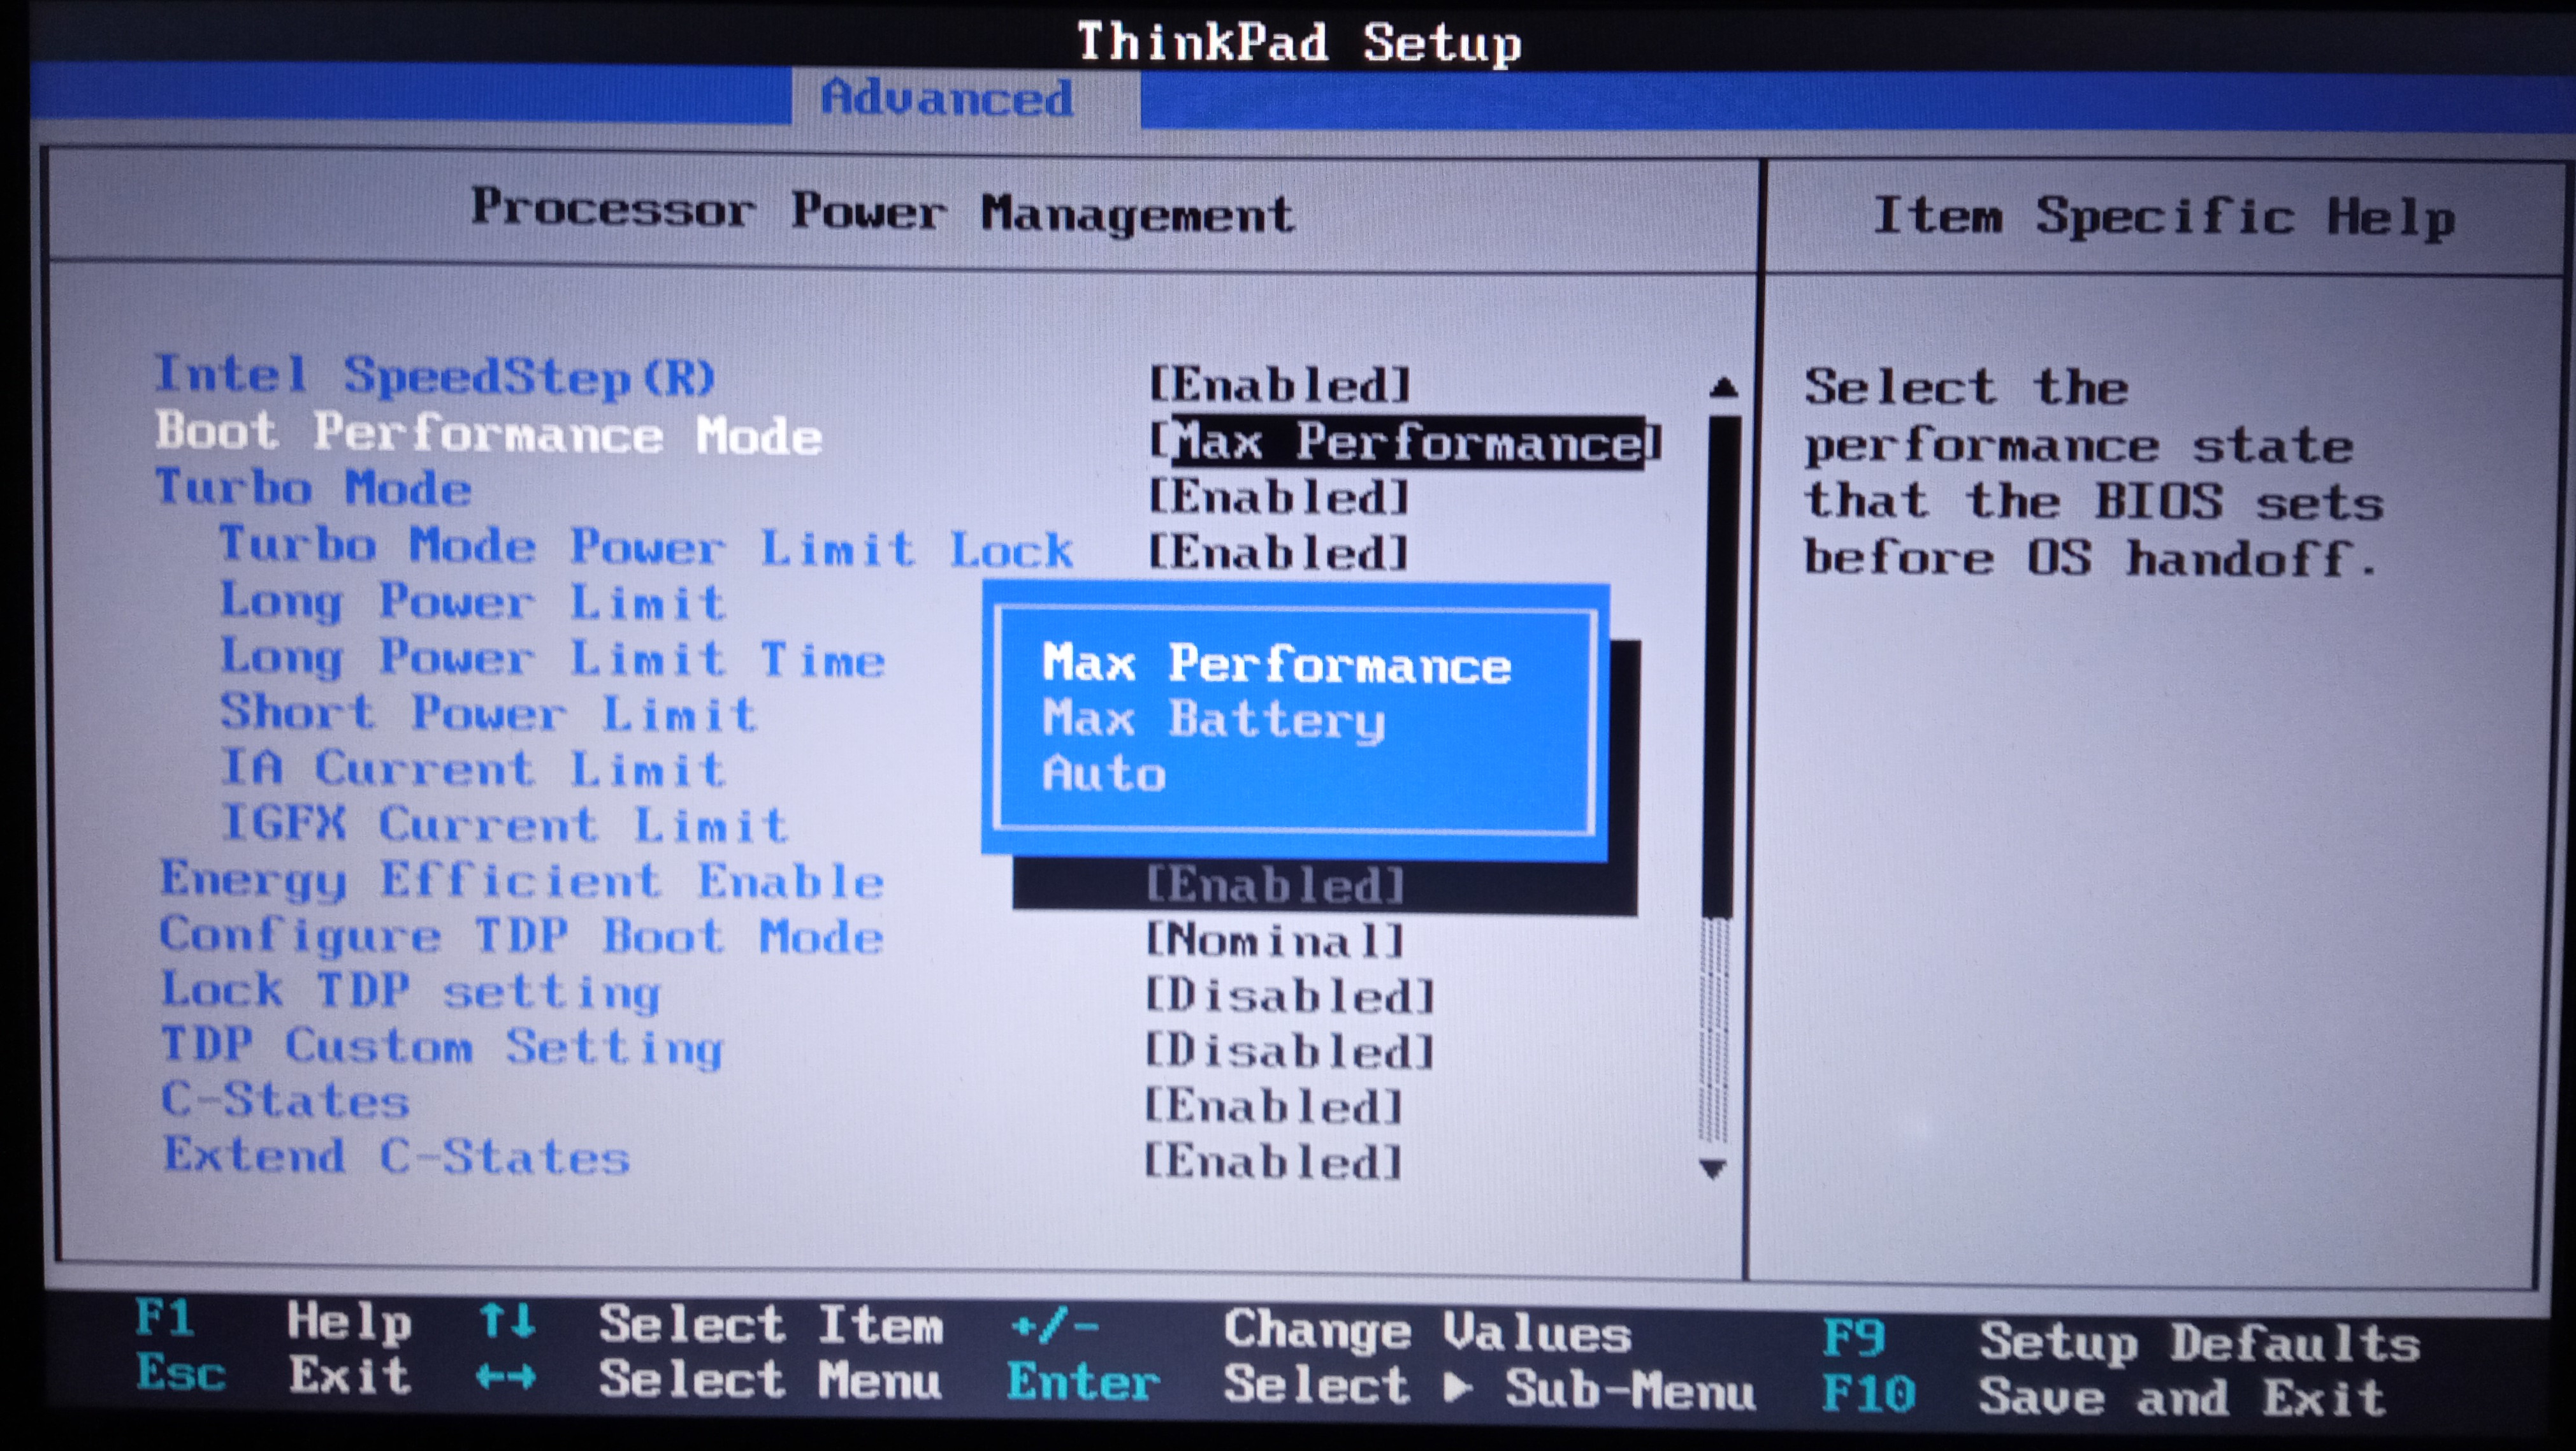 ThinkPad Setup
Advanced
Processor Power Management
Item Specific Help
Intel SpeedStep(R) [Enabled]
Boot Performance Mode [Max Performance]
Turbo Mode [Enabled]
Turbo Mode Power Limit Lock [Enabled]
Long Power Limit
Long Power Limit Time
Short Power Limit
IA Current Limit
IGFX Current Limit
Energy Efficient Enable [Enabled]
Configure TDP Boot Mode [Nominal]
Lock TDP setting [Disabled]
TDP Custom Setting [Disabled]
C-States [Enabled]
Extend C-States [Enabled]
Max Performance
Max Battery
Auto
Select the
performance state
that the BIOS sets
before OS handoff.
F1 Help ↑↓ Select Item +/- Change Values F9 Setup Defaults
Esc Exit ←→ Select Menu Enter Select ▶ Sub-Menu F10 Save and Exit